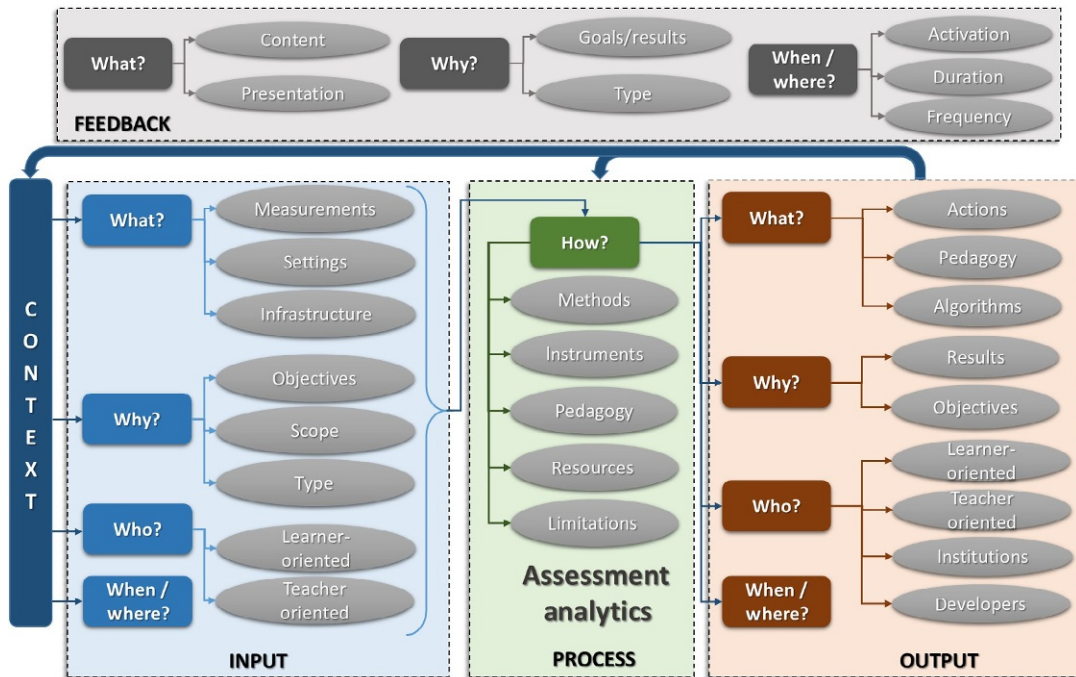 What?
Content
Presentation
Why?
Goals/results
Type
When /
where?
Activation
Duration
Frequency
FEEDBACK
CONTEXT
What?
Measurements
Settings
Infrastructure
Why?
Objectives
Scope
Type
Who?
Learner-
oriented
Teacher
oriented
When /
where?
INPUT
How?
Methods
Instruments
Pedagogy
Resources
Limitations
Assessment
analytics
PROCESS
What?
Actions
Pedagogy
Algorithms
Why?
Results
Objectives
Who?
Learner-
oriented
Teacher
oriented
Institutions
Developers
When /
where?
OUTPUT